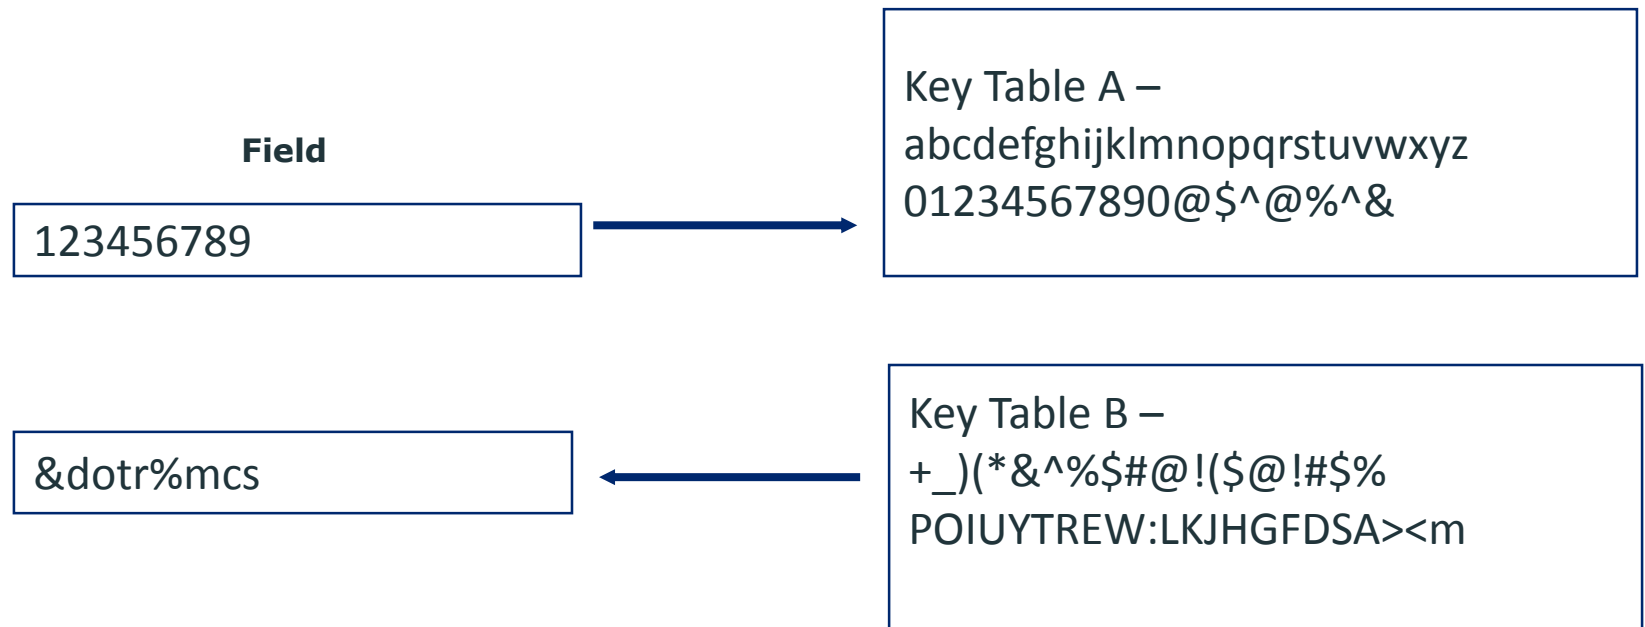 Field
123456789
Key Table A –
abcdefghijklmnopqrstuvwxyz
01234567890@$^@%^&
&dotr%mcs
Key Table B –
+_)(*&^%$#@!($@!#$%
POIUYTREW:LKJHGFDSA><m